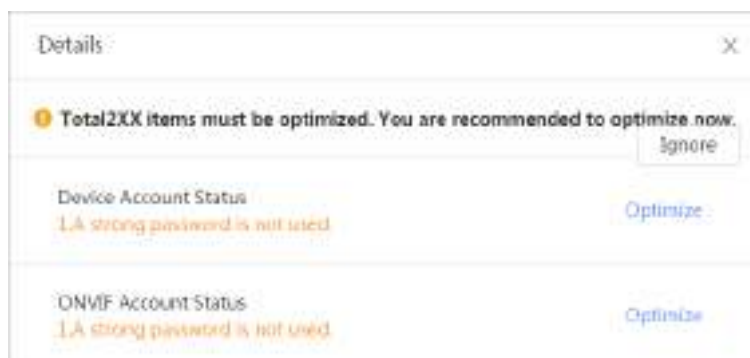 Details
Total2XX items must be optimized. You are recommended to optimize now.
Ignore
Device Account Status
Optimize
1.A strong password is not used
ONVIF Account Status
Optimize
1.A strong password is not used